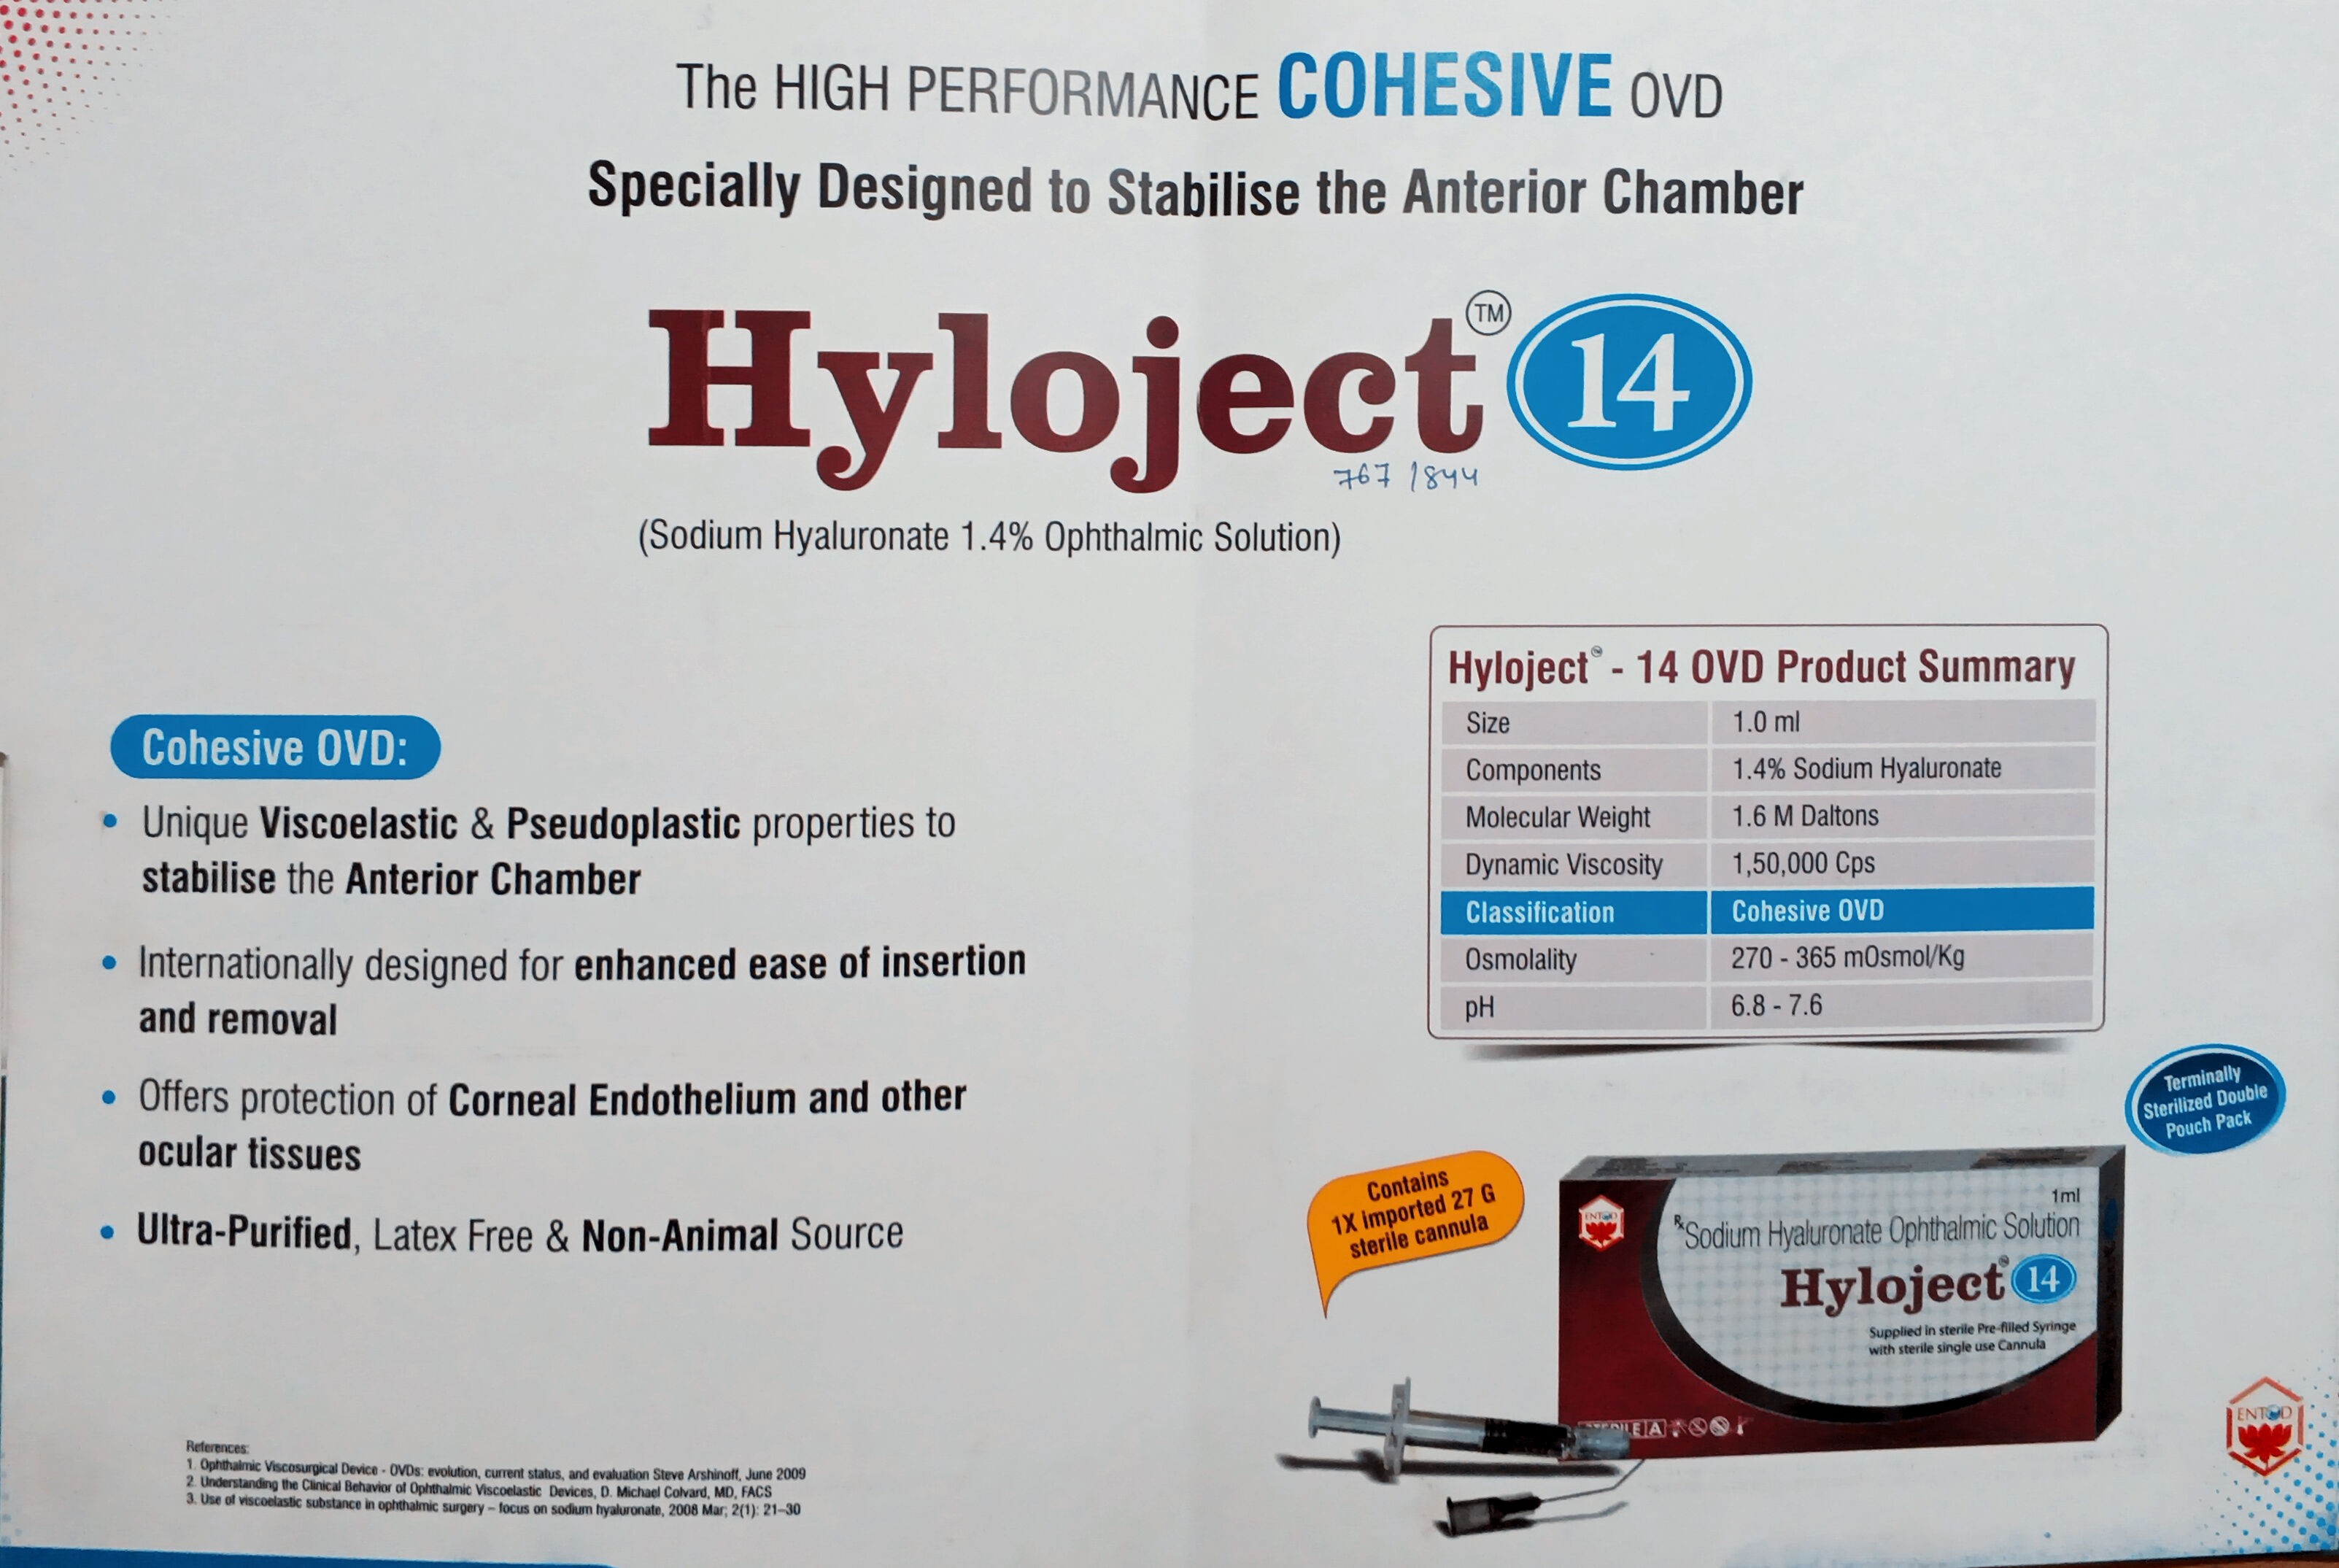 The HIGH PERFORMANCE COHESIVE OVD
Specially Designed to Stabilise the Anterior Chamber
Hyloject™ 14
767 / 844
(Sodium Hyaluronate 1.4% Ophthalmic Solution)
Cohesive OVD:
• Unique Viscoelastic & Pseudoplastic properties to
stabilise the Anterior Chamber
• Internationally designed for enhanced ease of insertion
and removal
• Offers protection of Corneal Endothelium and other
ocular tissues
• Ultra-Purified, Latex Free & Non-Animal Source
Hyloject™ - 14 OVD Product Summary
Size 1.0 ml
Components 1.4% Sodium Hyaluronate
Molecular Weight 1.6 M Daltons
Dynamic Viscosity 1,50,000 Cps
Classification Cohesive OVD
Osmolality 270 - 365 mOsmol/Kg
pH 6.8 - 7.6
Terminally
Sterilized Double
Pouch Pack
Contains
1X imported 27 G
sterile cannula
ENTOD
1ml
℞ Sodium Hyaluronate Ophthalmic Solution
Hyloject™ 14
Supplied in sterile Pre-filled Syringe
with sterile single use Cannula
A
References:
1. Ophthalmic Viscosurgical Device - OVDs: evolution, current status, and evaluation Steve Arshinoff, June 2009
2. Understanding the Clinical Behavior of Ophthalmic Viscoelastic Devices, D. Michael Colvard, MD, FACS
3. Use of viscoelastic substance in ophthalmic surgery – focus on sodium hyaluronate, 2008 Mar; 2(1): 21–30
ENTOD